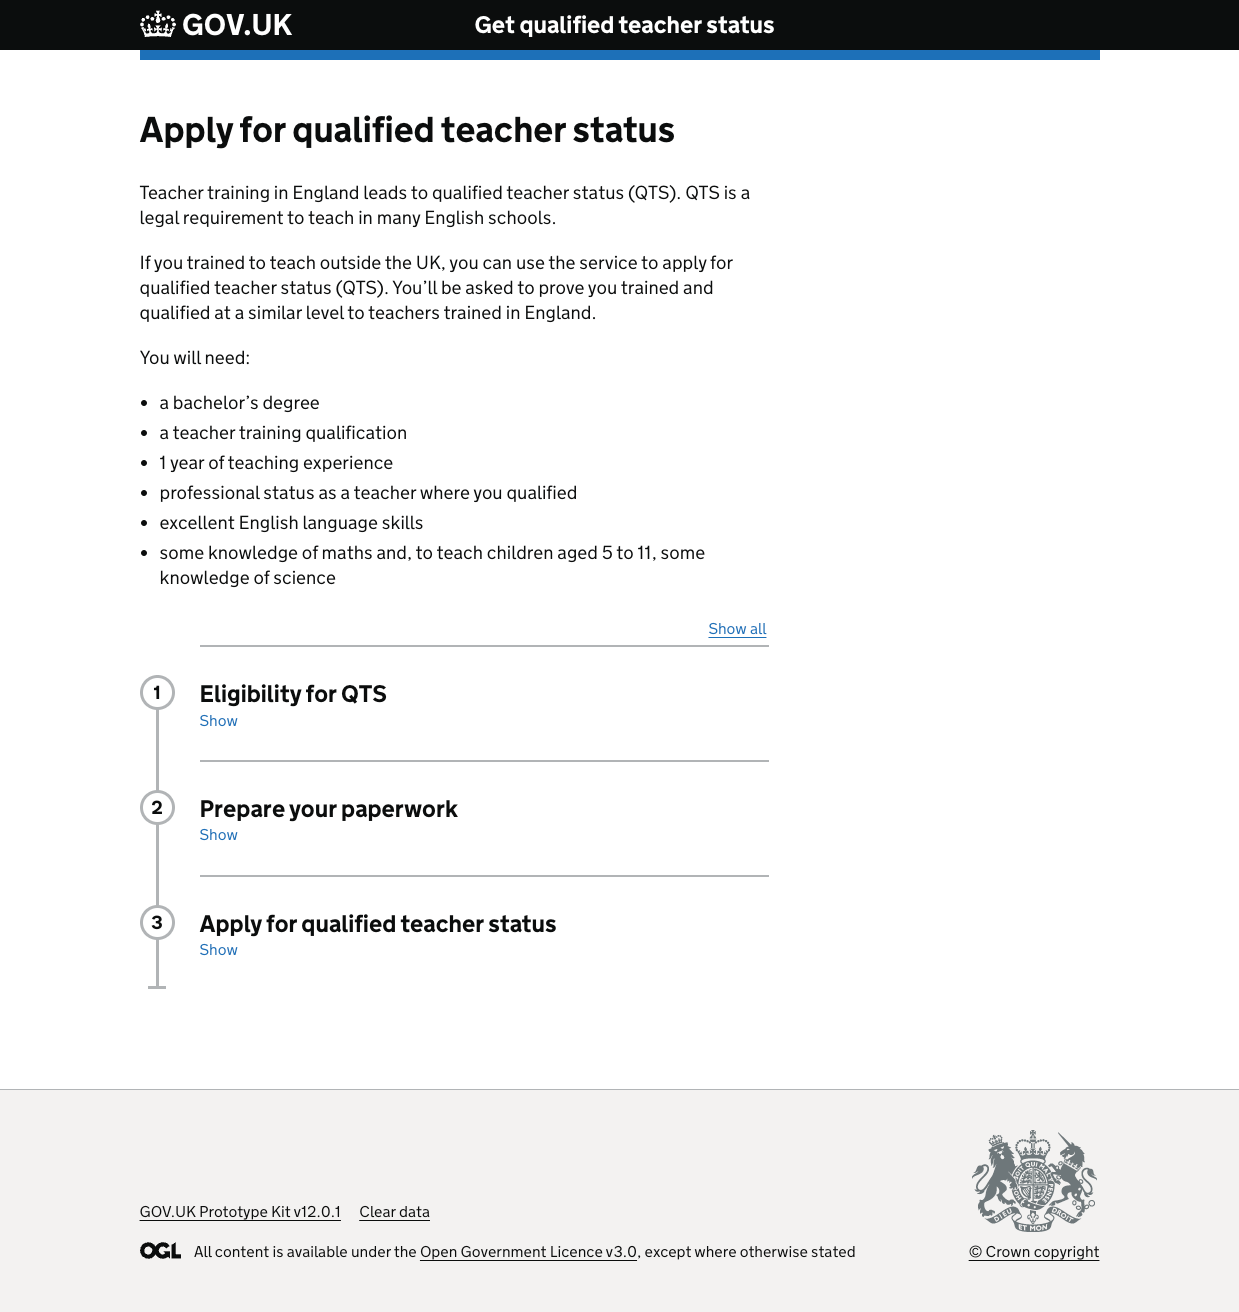 GOV.UK
Get qualified teacher status
Apply for qualified teacher status
Teacher training in England leads to qualified teacher status (QTS). QTS is a
legal requirement to teach in many English schools.
If you trained to teach outside the UK, you can use the service to apply for
qualified teacher status (QTS). You’ll be asked to prove you trained and
qualified at a similar level to teachers trained in England.
You will need:
• a bachelor’s degree
• a teacher training qualification
• 1 year of teaching experience
• professional status as a teacher where you qualified
• excellent English language skills
• some knowledge of maths and, to teach children aged 5 to 11, some
knowledge of science
Show all
1 Eligibility for QTS
Show
2 Prepare your paperwork
Show
3 Apply for qualified teacher status
Show
DIEU ET MON DROIT
GOV.UK Prototype Kit v12.0.1 Clear data
OGL All content is available under the Open Government Licence v3.0, except where otherwise stated
© Crown copyright